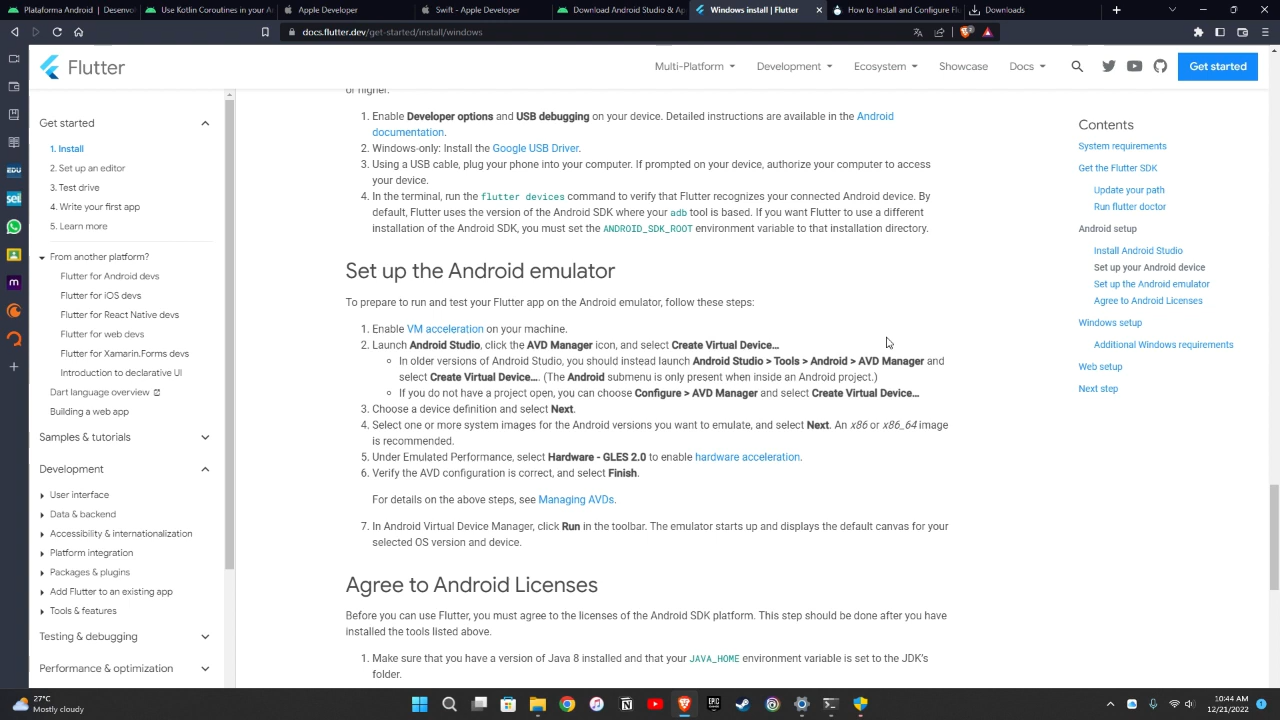 Platforma Android | D
Use Kotlin Coroutines in your A
Apple Developer
Swift - Apple Developer
Download Android Studio & A
Windows install | Flutter
How to Install and Configure F
docs.flutter.dev/get-started/install/windows
Flutter
Multi-Platform
Development
Ecosystem
Showcase
Docs
Get started
Get started
1. Install
2. Set up an editor
3. Test drive
4. Write your first app
5. Learn more
From another platform?
Flutter for Android devs
Flutter for iOS devs
Flutter for React Native devs
Flutter for web devs
Flutter for Xamarin.Forms devs
Introduction to declarative UI
Dart language overview
Building a web app
Samples & tutorials
Development
User interface
Data & backend
Accessibility & internationalization
Platform integration
Packages & plugins
Add Flutter to an existing app
Tools & features
Testing & debugging
Performance & optimization
or higher.
1. Enable Developer options and USB debugging on your device. Detailed instructions are available in the Android
documentation.
2. Windows-only: Install the Google USB Driver.
3. Using a USB cable, plug your phone into your computer. If prompted on your device, authorize your computer to access
your device.
4. In the terminal, run the flutter devices command to verify that Flutter recognizes your connected Android device. By
default, Flutter uses the version of the Android SDK where your adb tool is based. If you want Flutter to use a different
installation of the Android SDK, you must set the ANDROID_SDK_ROOT environment variable to that installation directory.
Set up the Android emulator
To prepare to run and test your Flutter app on the Android emulator, follow these steps:
1. Enable VM acceleration on your machine.
2. Launch Android Studio, click the AVD Manager icon, and select Create Virtual Device…
In older versions of Android Studio, you should instead launch Android Studio > Tools > Android > AVD Manager and
select Create Virtual Device…. (The Android submenu is only present when inside an Android project.)
If you do not have a project open, you can choose Configure > AVD Manager and select Create Virtual Device…
3. Choose a device definition and select Next.
4. Select one or more system images for the Android versions you want to emulate, and select Next. An x86 or x86_64 image
is recommended.
5. Under Emulated Performance, select Hardware - GLES 2.0 to enable hardware acceleration.
6. Verify the AVD configuration is correct, and select Finish.
For details on the above steps, see Managing AVDs.
7. In Android Virtual Device Manager, click Run in the toolbar. The emulator starts up and displays the default canvas for your
selected OS version and device.
Agree to Android Licenses
Before you can use Flutter, you must agree to the licenses of the Android SDK platform. This step should be done after you have
installed the tools listed above.
1. Make sure that you have a version of Java 8 installed and that your JAVA_HOME environment variable is set to the JDK's
folder.
Contents
System requirements
Get the Flutter SDK
Update your path
Run flutter doctor
Android setup
Install Android Studio
Set up your Android device
Set up the Android emulator
Agree to Android Licenses
Windows setup
Additional Windows requirements
Web setup
Next step
27°C
Mostly cloudy
10:44 AM
12/23/2022